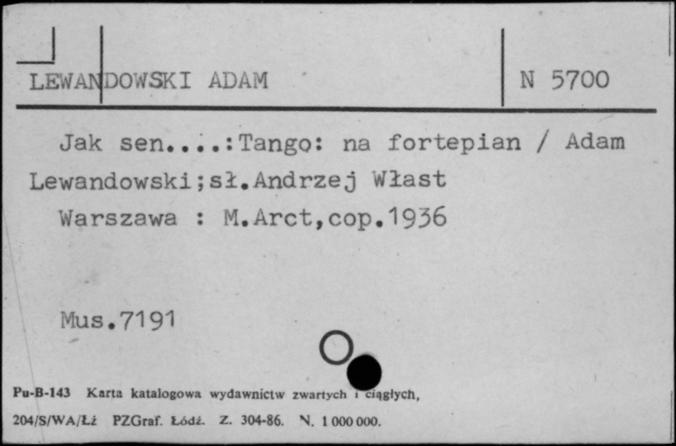 LEWANDOWSKI ADAM
N 5700
Jak sen....:Tango: na fortepian / Adam
Lewandowski;sł.Andrzej Włast
Warszawa : M.Arct,cop.1936
Mus.7191
Pu-B-143 Karta katalogowa wydawnictw zwartych i ciągłych,
204/S/WA/Łź PZGraf. Łódź. Z. 304-86. N. 1 000 000.